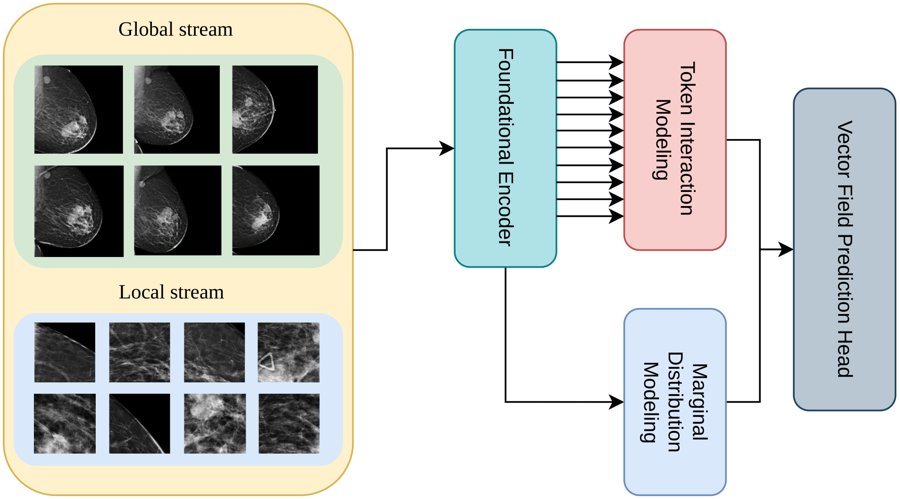 Global stream
Local stream
Foundational Encoder
Token Interaction
Modeling
Marginal
Distribution
Modeling
Vector Field Prediction Head